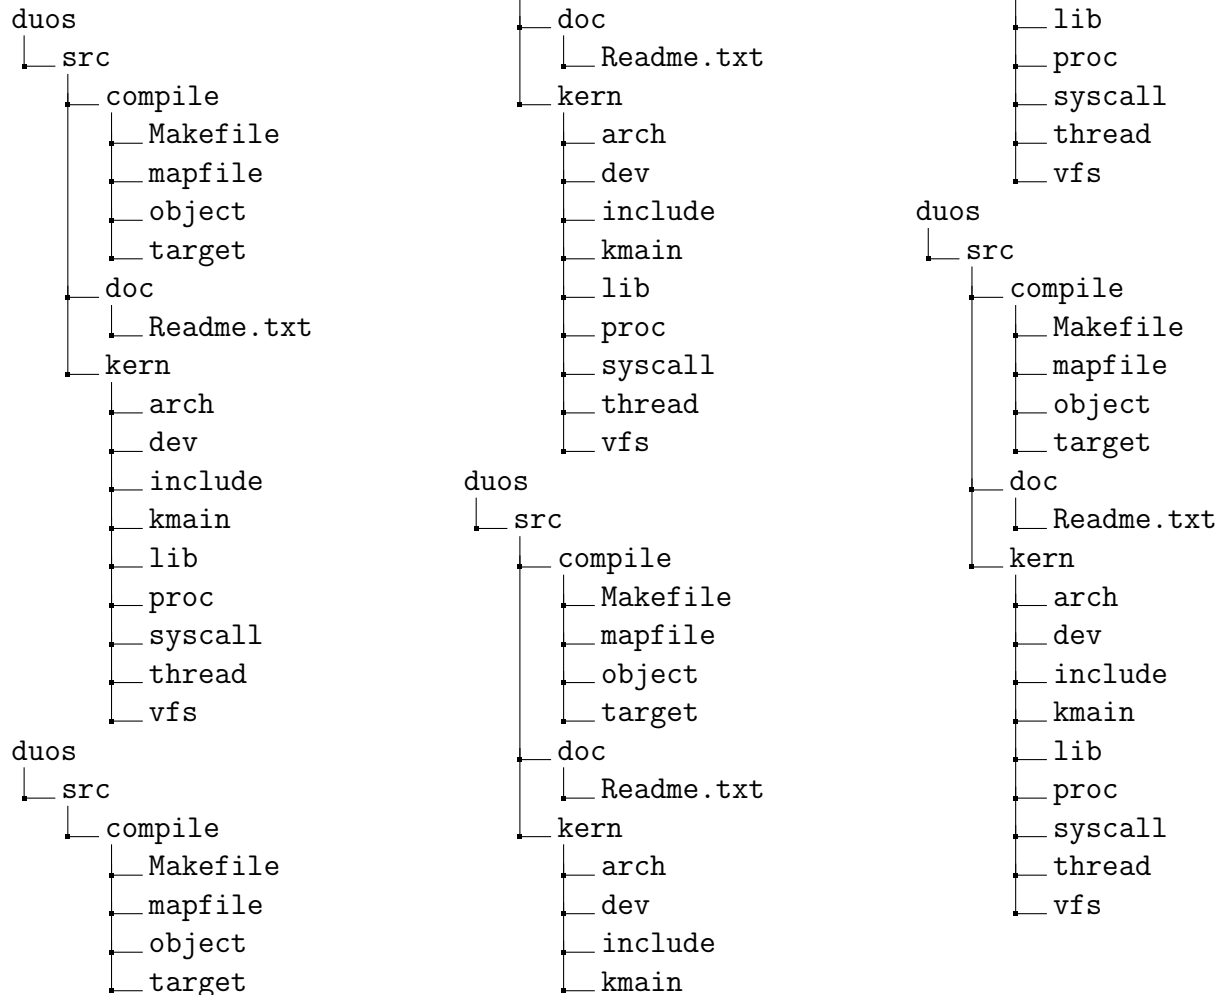 duos
src
compile
Makefile
mapfile
object
target
doc
Readme.txt
kern
arch
dev
include
kmain
lib
proc
syscall
thread
vfs
duos
src
compile
Makefile
mapfile
object
target
doc
Readme.txt
kern
arch
dev
include
kmain
lib
proc
syscall
thread
vfs
duos
src
compile
Makefile
mapfile
object
target
doc
Readme.txt
kern
arch
dev
include
kmain
lib
proc
syscall
thread
vfs
duos
src
compile
Makefile
mapfile
object
target
doc
Readme.txt
kern
arch
dev
include
kmain
lib
proc
syscall
thread
vfs